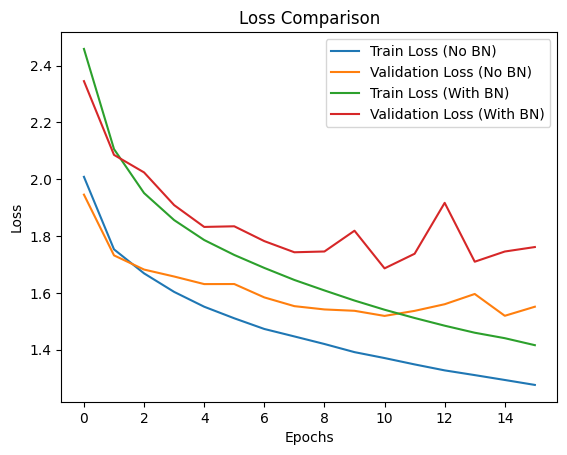 Loss Comparison
Train Loss (No BN)
Validation Loss (No BN)
Train Loss (With BN)
Validation Loss (With BN)
Loss
2.4
2.2
2.0
1.8
1.6
1.4
0 2 4 6 8 10 12 14
Epochs